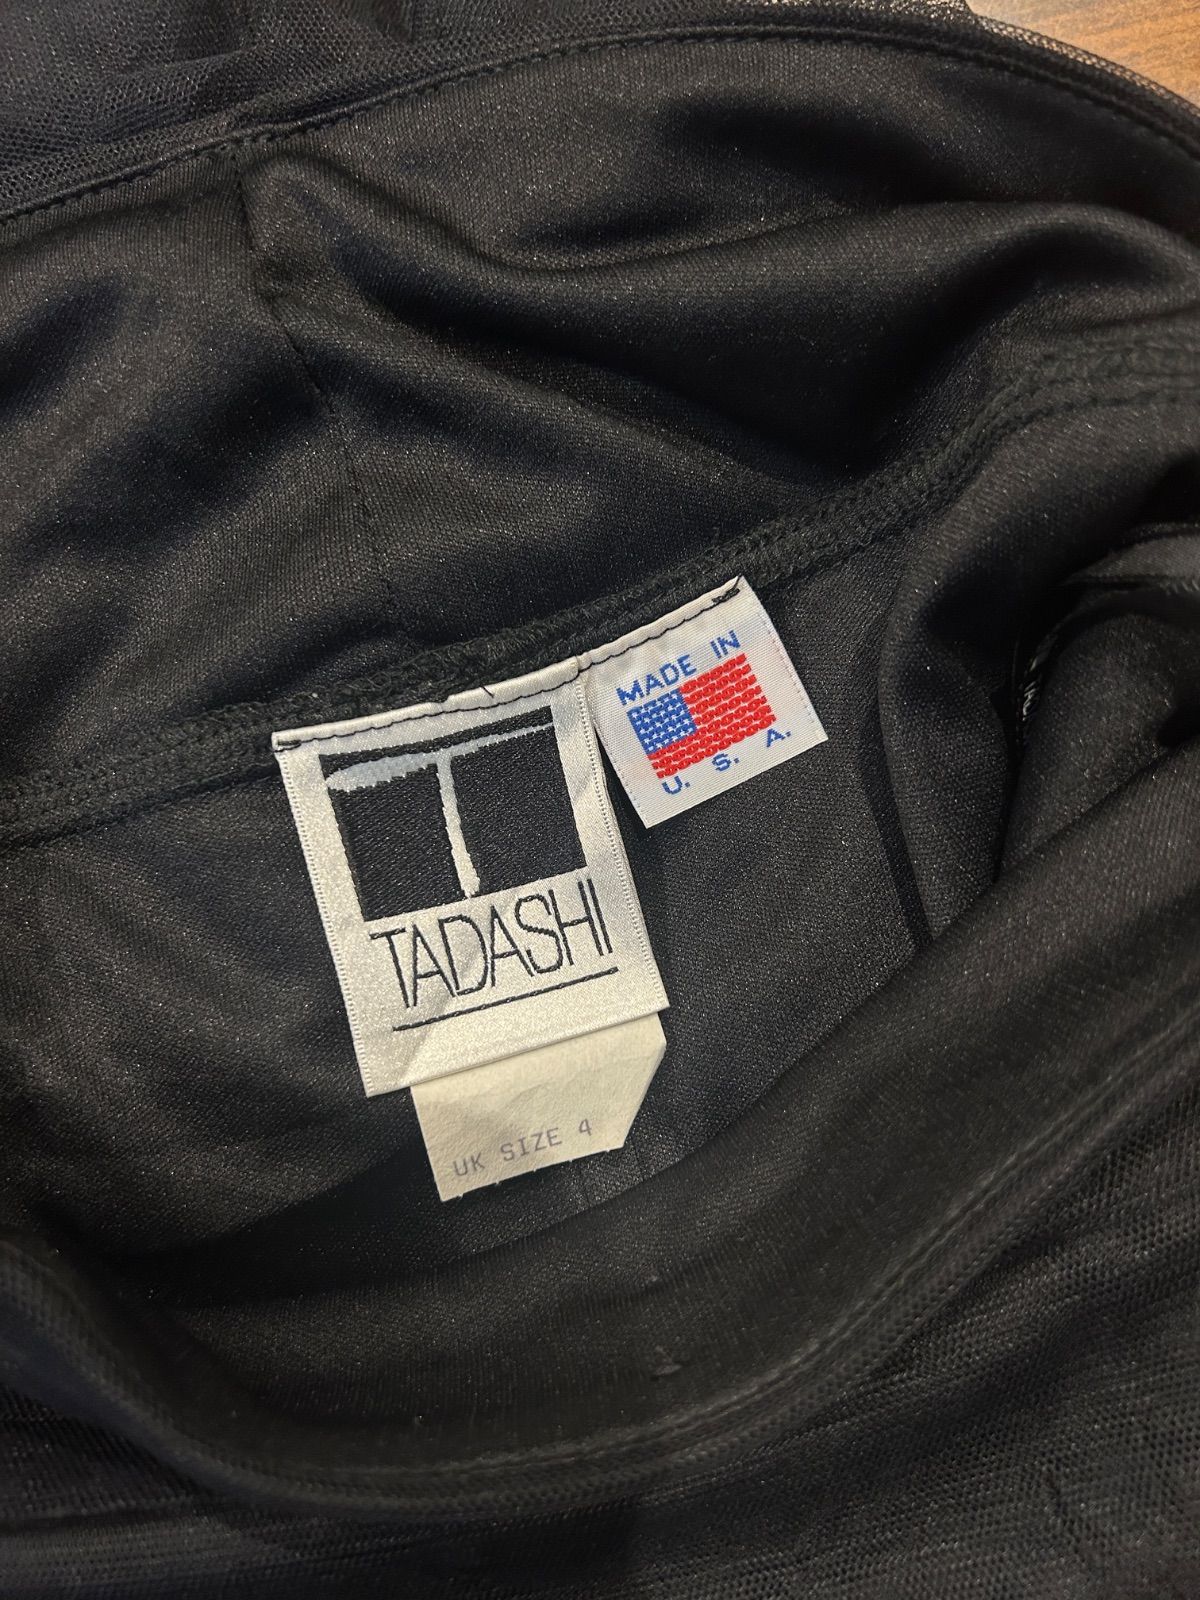 MADE IN
U. S. A.
T
TADASHI
UK SIZE 4